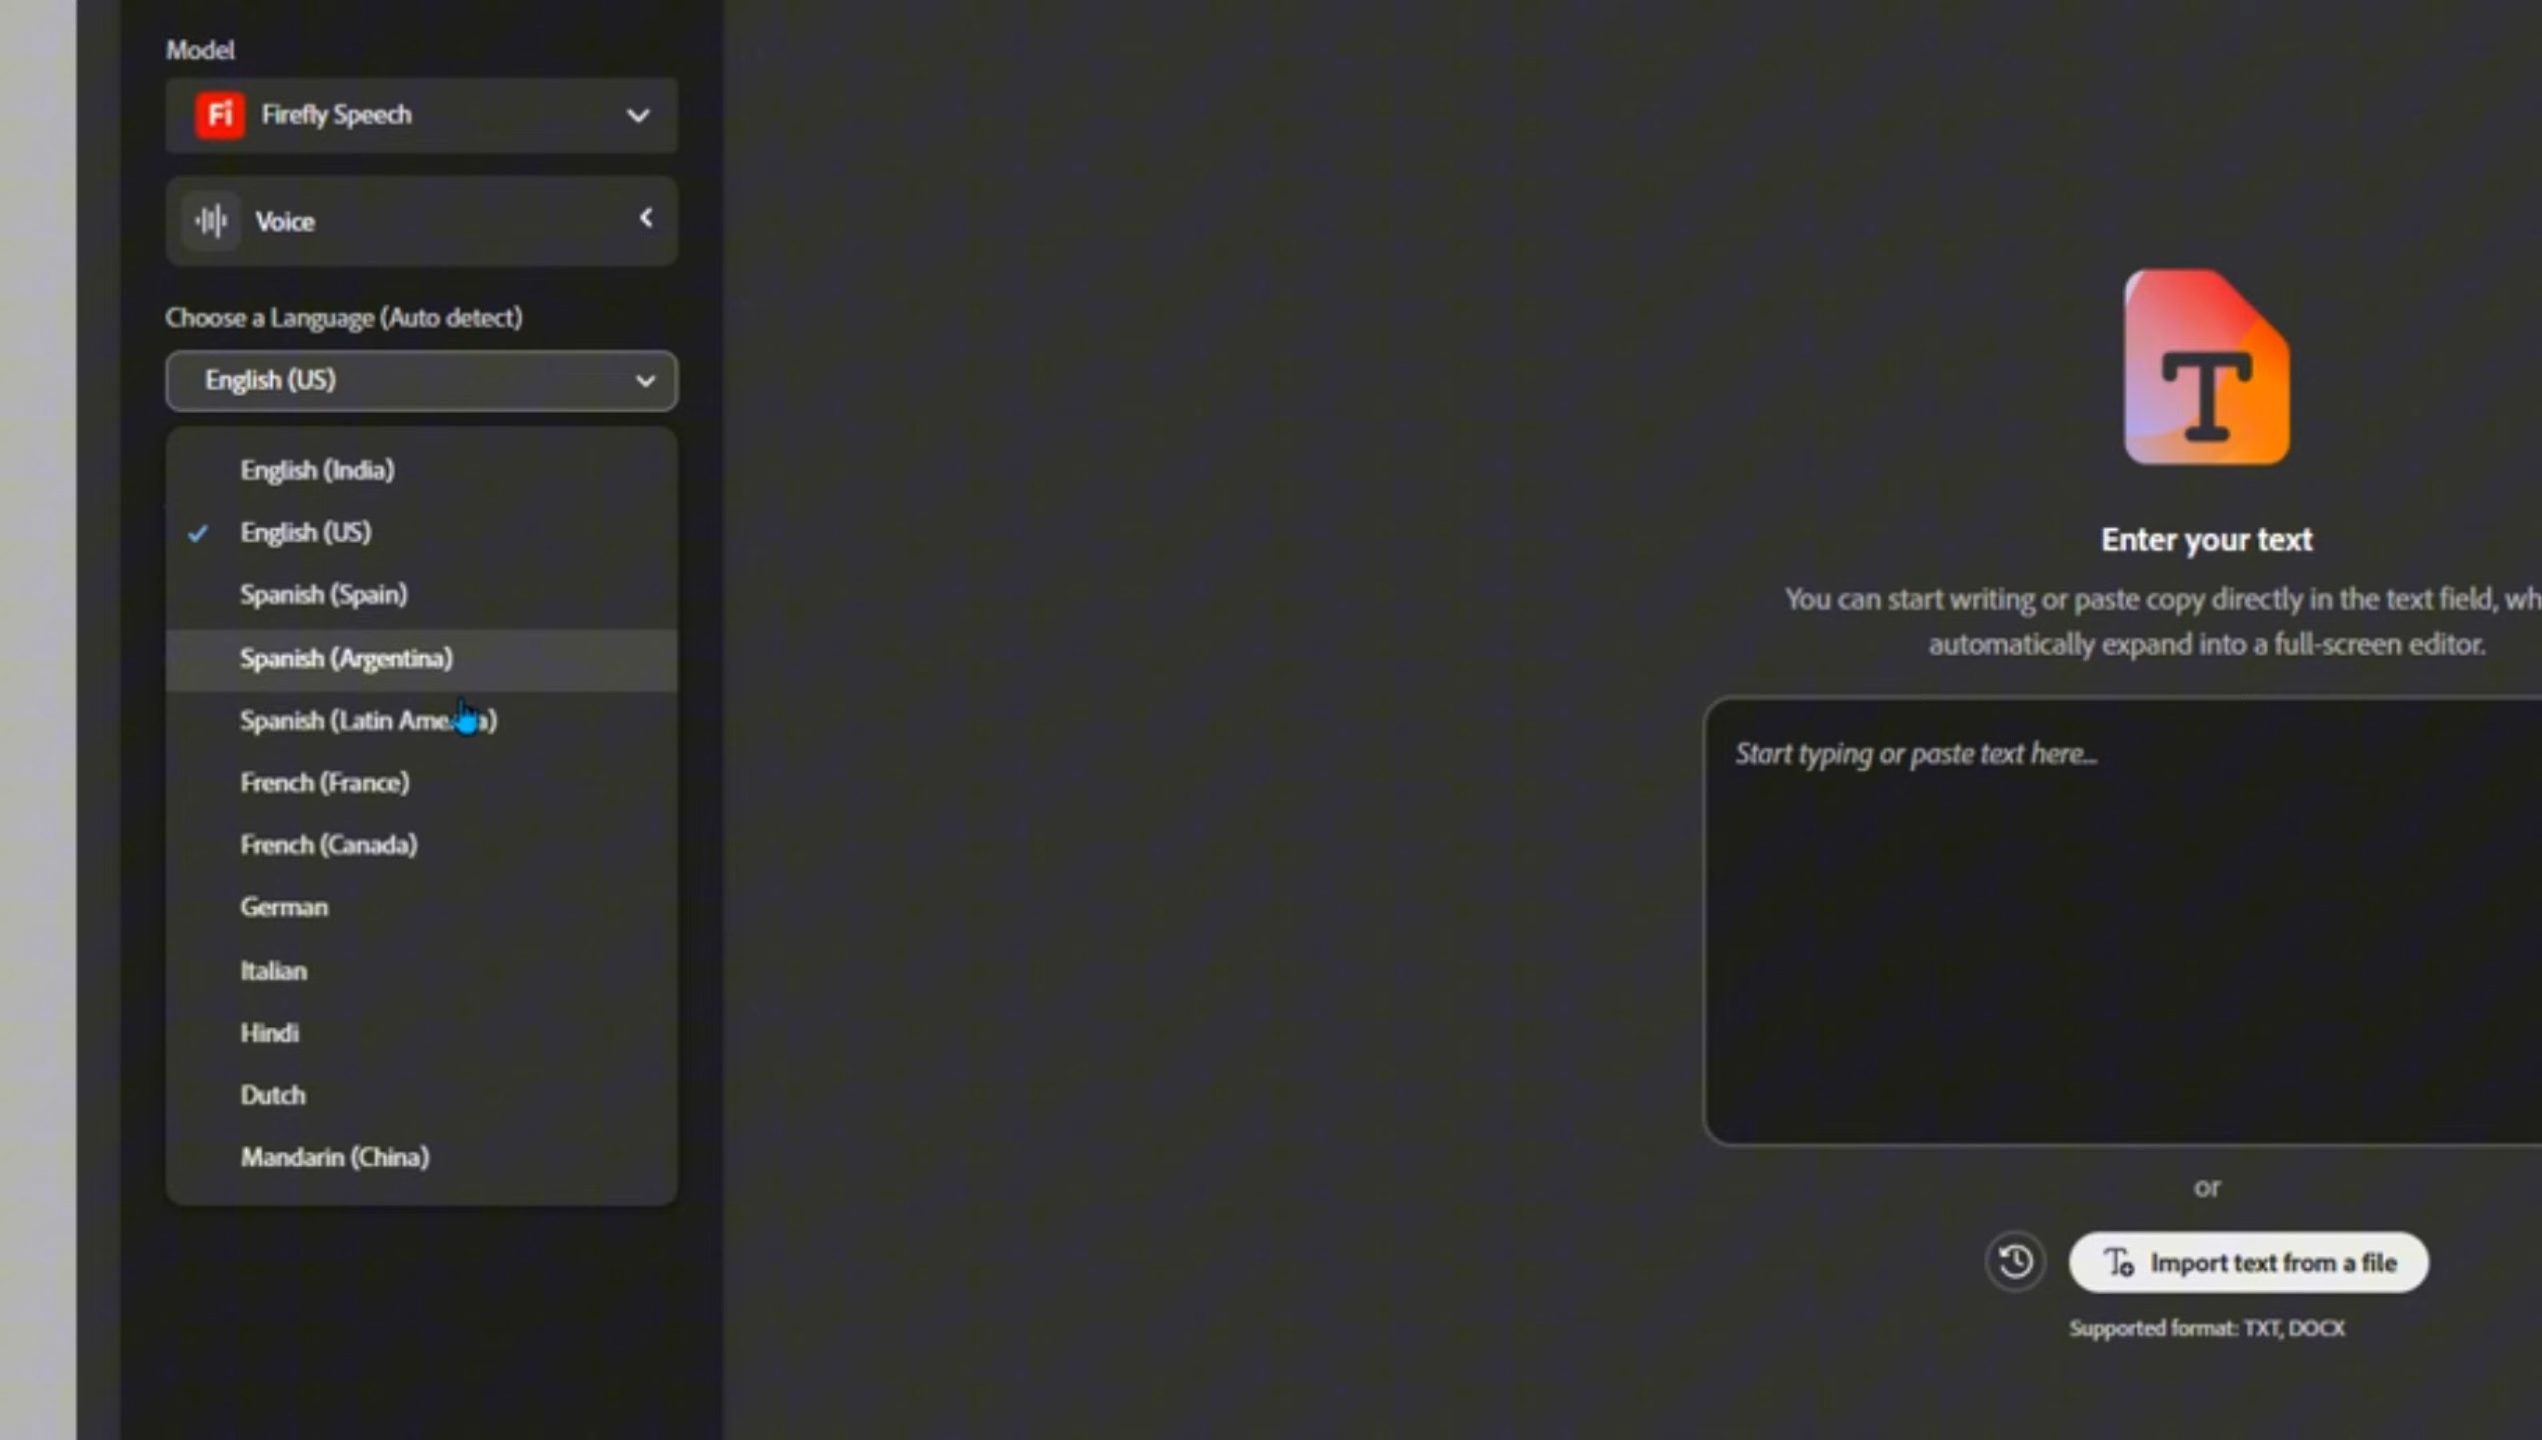 Model
Fi Firefly Speech
Voice
Choose a Language (Auto detect)
English (US)
English (India)
English (US)
Spanish (Spain)
Spanish (Argentina)
Spanish (Latin
French (France)
French (Canada)
German
Italian
Hindi
Dutch
Mandarin (China)
T
Enter your text
You can start writing or paste copy directly in the text field,
automatically expand into a full-screen editor.
Start typing or paste text here...
or
Import text from a file
Supported format: TXT, DOCX